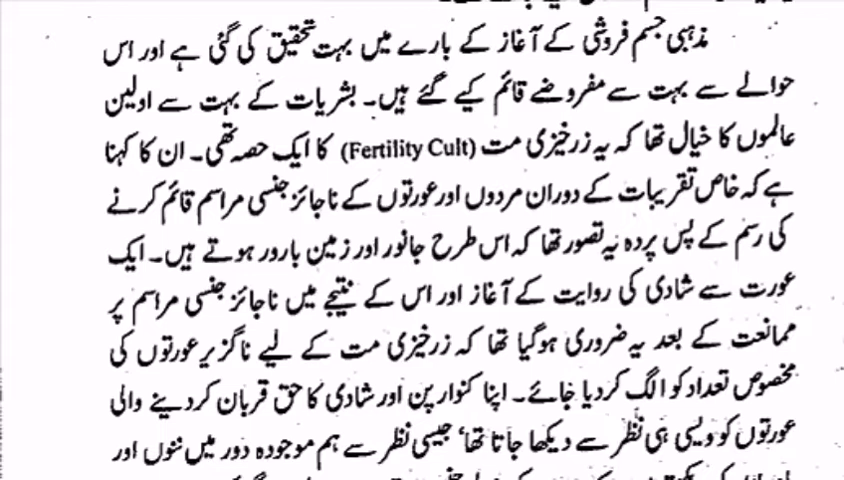 مذہبی جسم فروشی کے آغاز کے بارے میں بہت تحقیق کی گئی ہے اور اس
حوالے سے بہت سے مفروضے قائم کیے گئے ہیں۔ بشریات کے بہت سے اولین
عالموں کا خیال تھا کہ یہ زرخیزی مت (Fertility Cult) کا ایک حصہ تھی۔ ان کا کہنا
ہے کہ خاص تقریبات کے دوران مردوں اور عورتوں کے ناجائز جنسی مراسم قائم کرنے
کی رسم کے پس پردہ یہ تصور تھا کہ اس طرح جانور اور زمین بارور ہوتے ہیں۔ ایک
عورت سے شادی کی روایت کے آغاز اور اس کے نتیجے میں ناجائز جنسی مراسم پر
ممانعت کے بعد یہ ضروری ہوگیا تھا کہ زرخیزی مت کے لیے ناگزیر عورتوں کی
مخصوص تعداد کو الگ کردیا جائے۔ اپنا کنوارپن اور شادی کا حق قربان کردینے والی
عورتوں کو ویسی ہی نظر سے دیکھا جاتا تھا، جیسی نظر سے ہم موجودہ دور میں ننوں اور